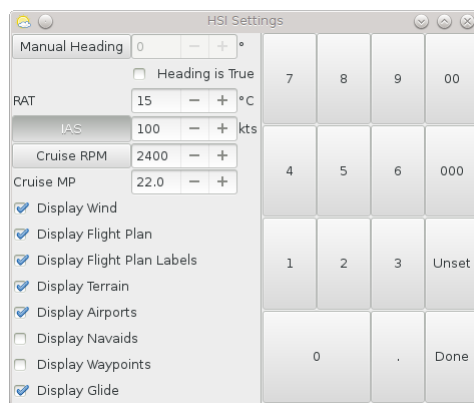 HSI Settings
Manual Heading 0 − + °
Heading is True
RAT 15 − + °C
IAS 100 − + kts
Cruise RPM 2400 − +
Cruise MP 22.0 − +
Display Wind
Display Flight Plan
Display Flight Plan Labels
Display Terrain
Display Airports
Display Navaids
Display Waypoints
Display Glide
7 8 9 00
4 5 6 000
1 2 3 Unset
0 . Done